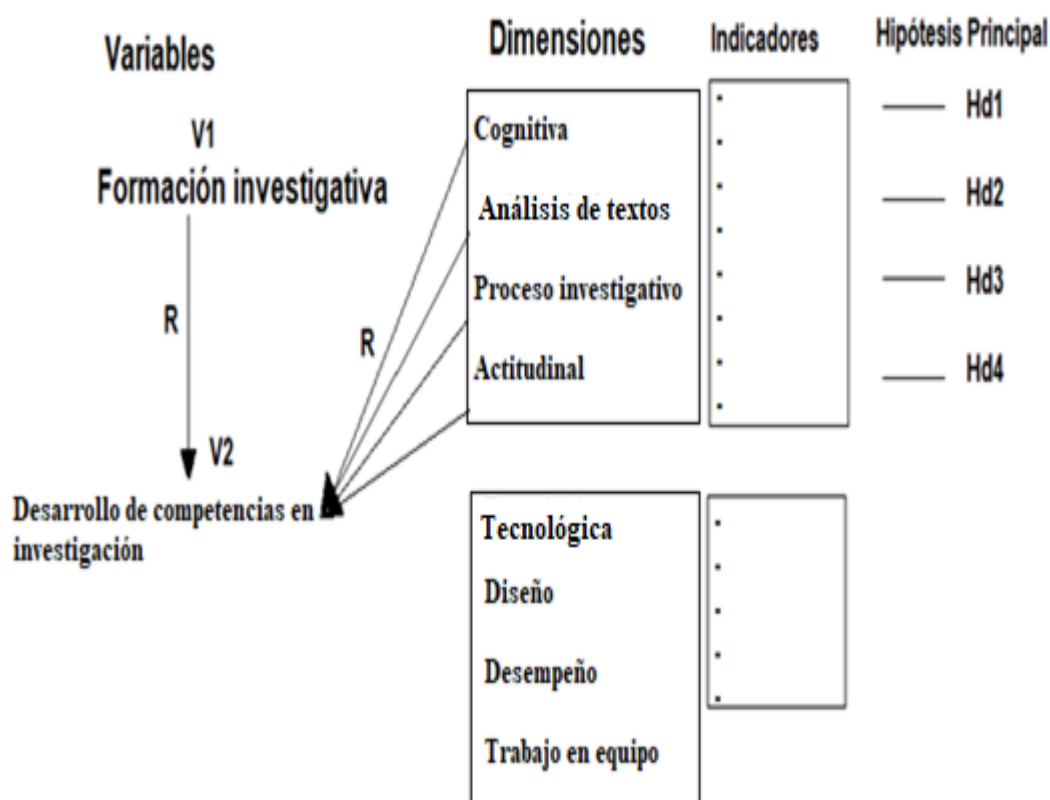 Variables
Dimensiones
Indicadores
Hipótesis Principal
V1
Formación investigativa
R
V2
Desarrollo de competencias en
investigación
R
Cognitiva
Análisis de textos
Proceso investigativo
Actitudinal
Hd1
Hd2
Hd3
Hd4
Tecnológica
Diseño
Desempeño
Trabajo en equipo